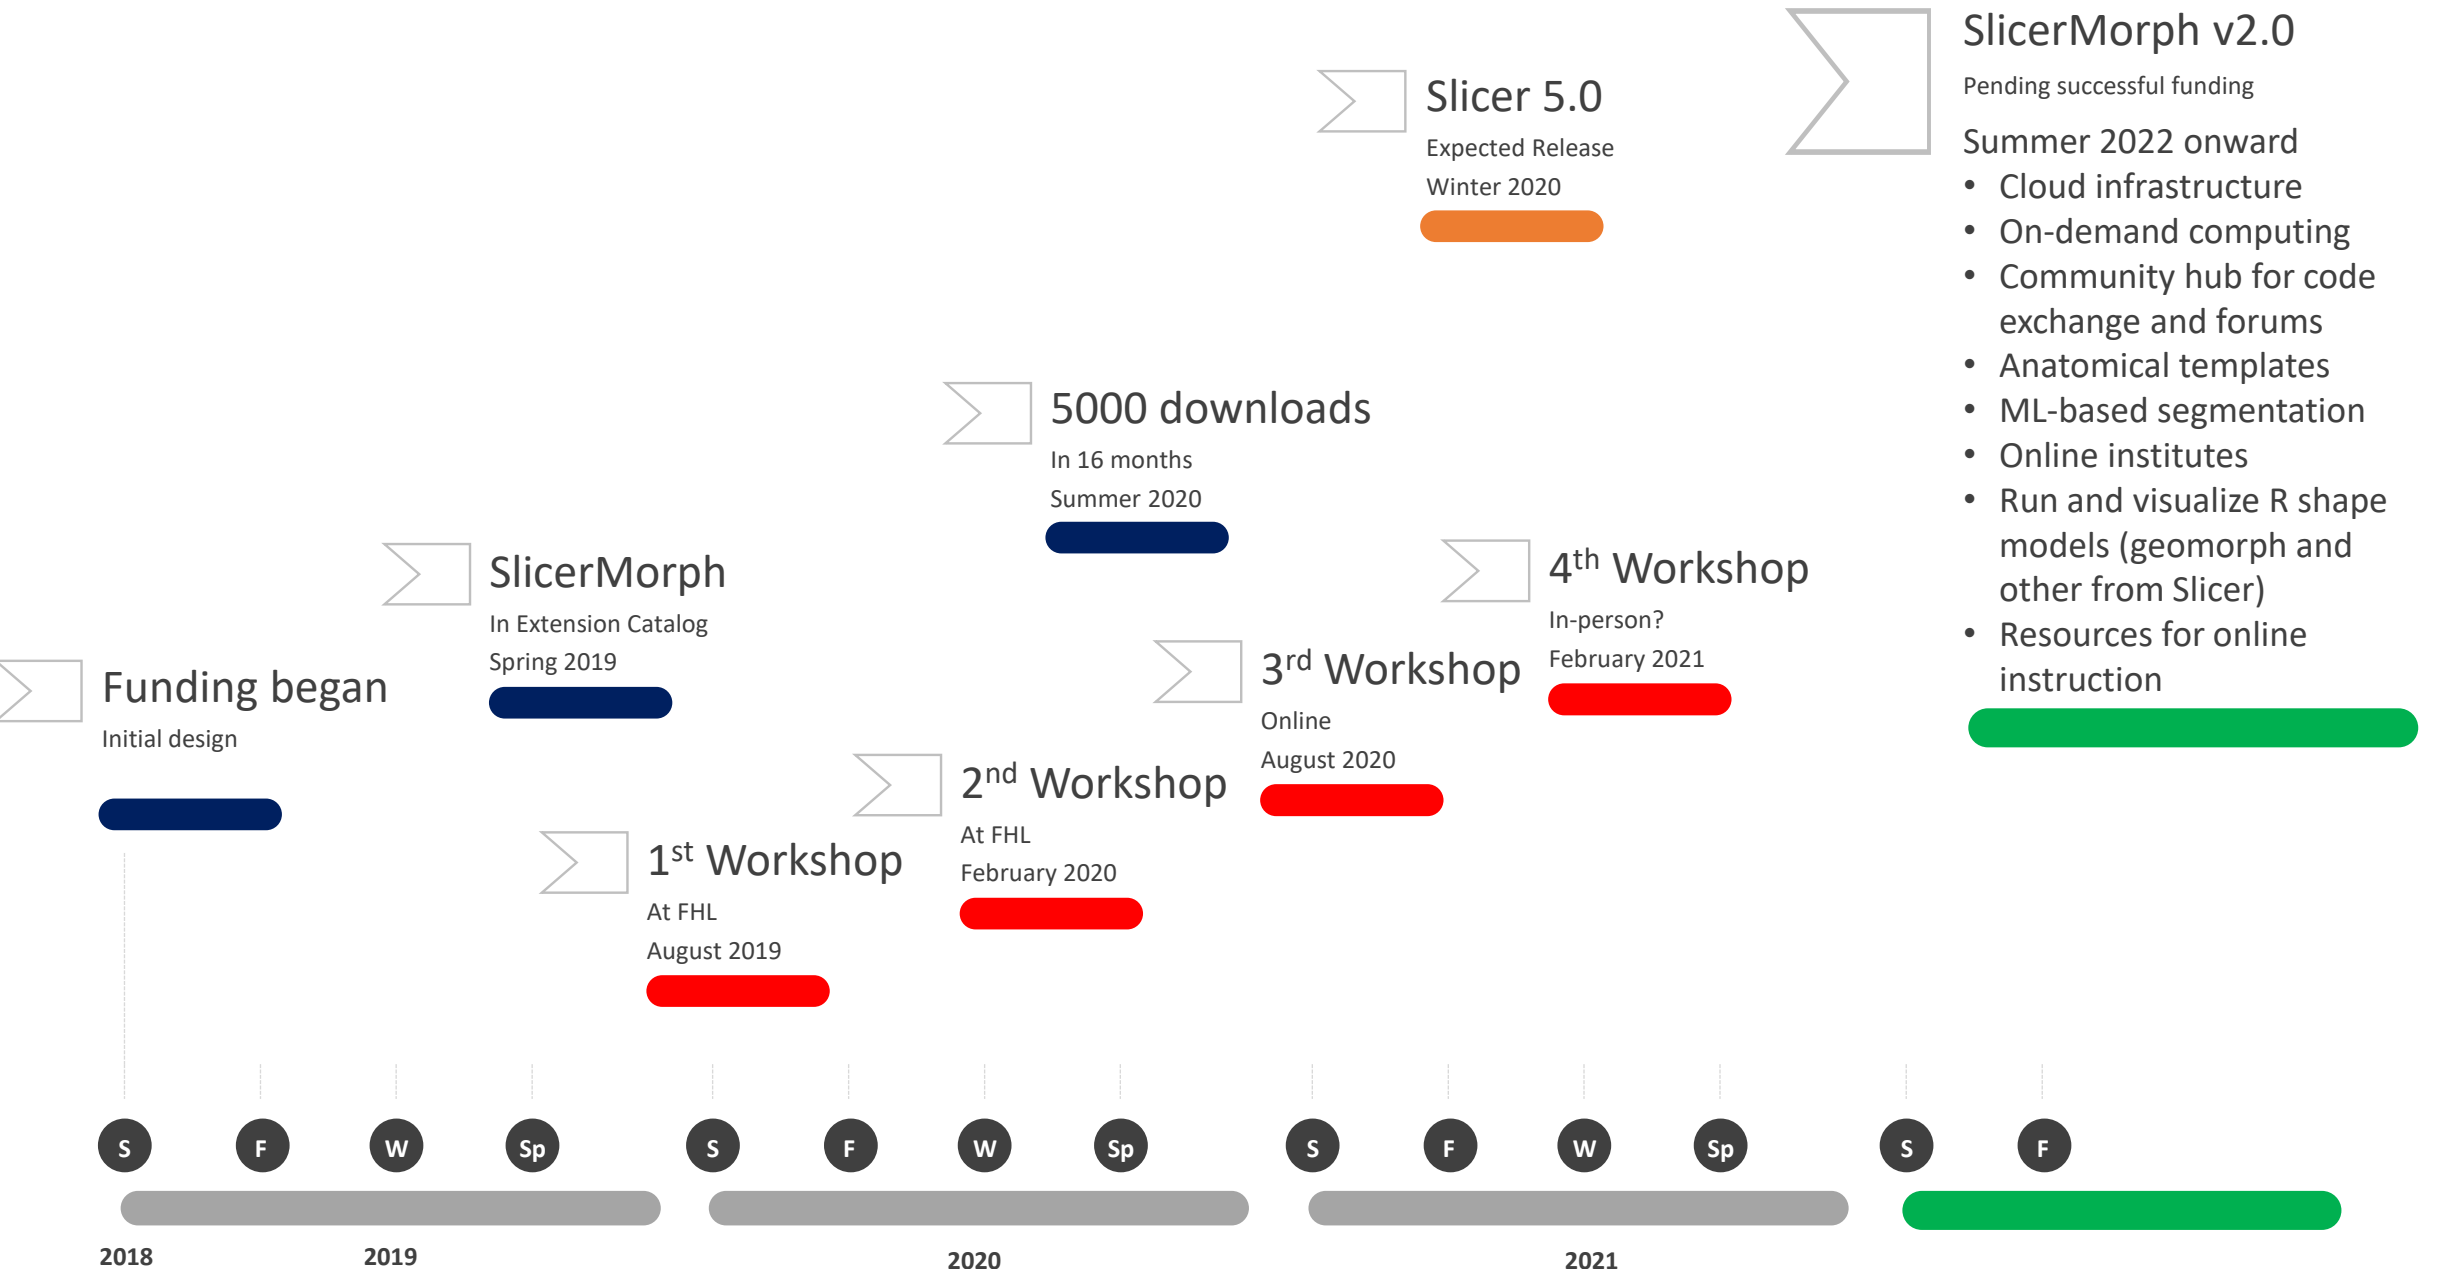 SlicerMorph v2.0
Pending successful funding
Summer 2022 onward
• Cloud infrastructure
• On-demand computing
• Community hub for code
exchange and forums
• Anatomical templates
• ML-based segmentation
• Online institutes
• Run and visualize R shape
models (geomorph and
other from Slicer)
• Resources for online
instruction
Slicer 5.0
Expected Release
Winter 2020
5000 downloads
In 16 months
Summer 2020
4th Workshop
In-person?
February 2021
SlicerMorph
In Extension Catalog
Spring 2019
3rd Workshop
Online
August 2020
Funding began
Initial design
2nd Workshop
At FHL
February 2020
1st Workshop
At FHL
August 2019
S F W Sp S F W Sp S F W Sp S F
2018 2019 2020 2021